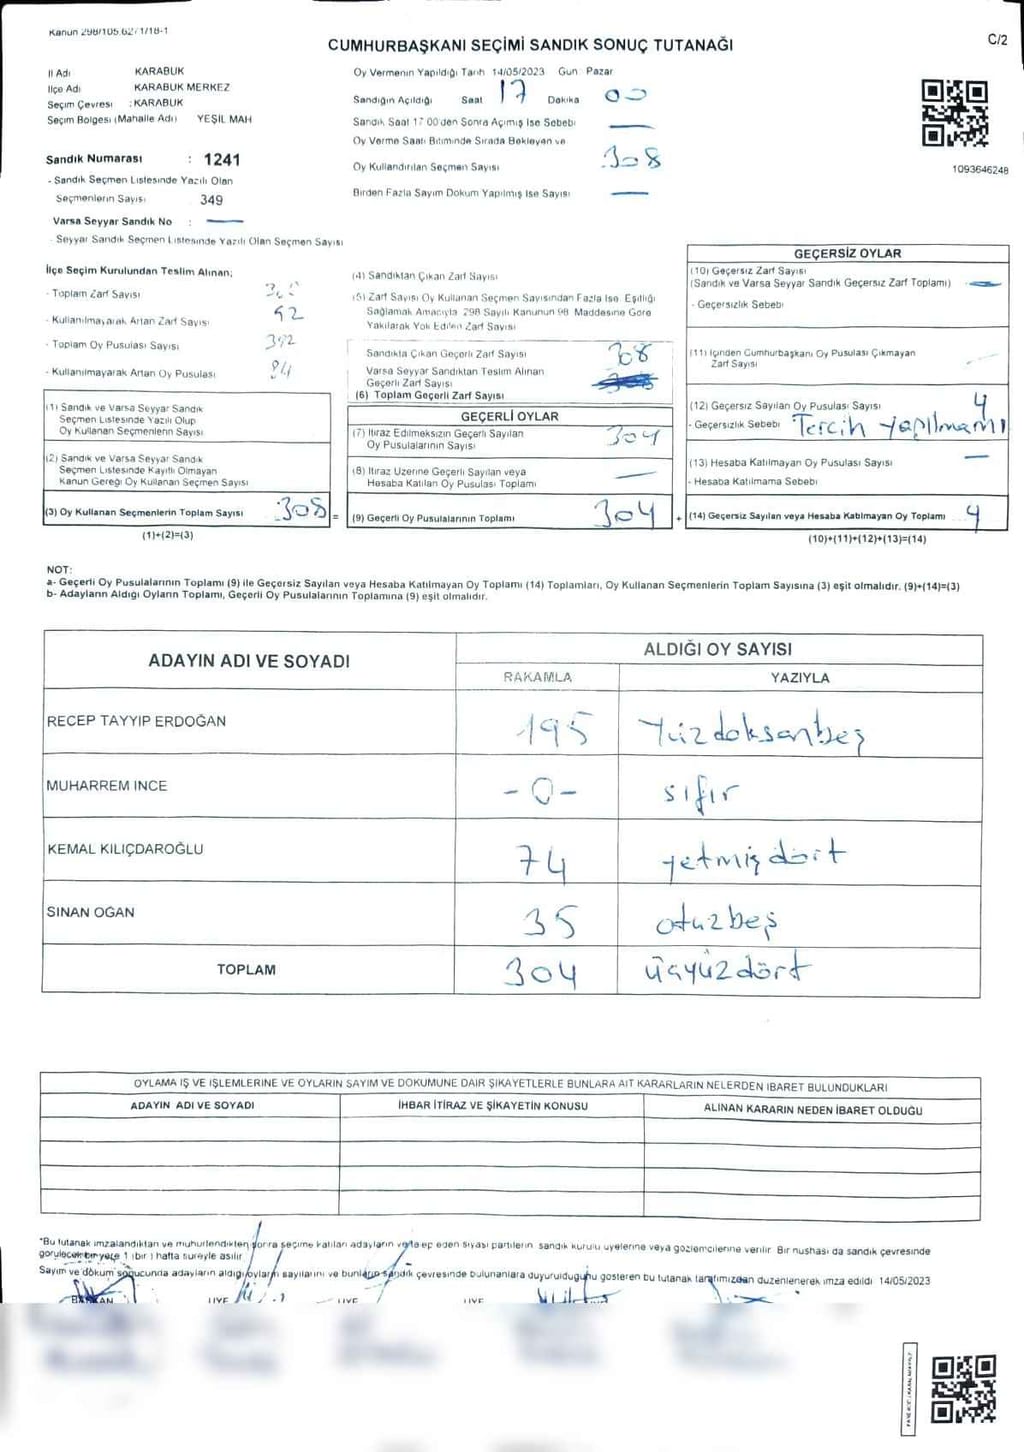 Kanun 298/105.62/1/18-1
CUMHURBAŞKANI SEÇİMİ SANDIK SONUÇ TUTANAĞI
C/2
İl Adı KARABUK
İlçe Adı KARABUK MERKEZ
Seçim Çevresi : KARABUK
Seçim Bölgesi (Mahalle Adı) YEŞİL MAH
Oy Vermenin Yapıldığı Tarih 14/05/2023 Gün Pazar
Sandığın Açıldığı Saat 17 Dakika 00
Sandık Saat 17 00'den Sonra Açılmış İse Sebebi —
Oy Verme Saati Bitiminde Sırada Bekleyen ve
Oy Kullandırılan Seçmen Sayısı 308
Birden Fazla Sayım Döküm Yapılmış İse Sayısı —
1093646248
Sandık Numarası : 1241
- Sandık Seçmen Listesinde Yazılı Olan
Seçmenlerin Sayısı 349
Varsa Seyyar Sandık No : —
- Seyyar Sandık Seçmen Listesinde Yazılı Olan Seçmen Sayısı
İlçe Seçim Kurulundan Teslim Alınan;
- Toplam Zarf Sayısı
- Kullanılmayarak Artan Zarf Sayısı 92
- Toplam Oy Pusulası Sayısı 392
- Kullanılmayarak Artan Oy Pusulası 84
(1) Sandık ve Varsa Seyyar Sandık
Seçmen Listesinde Yazılı Olup
Oy Kullanan Seçmenlerin Sayısı
(2) Sandık ve Varsa Seyyar Sandık
Seçmen Listesinde Kayıtlı Olmayan
Kanun Gereği Oy Kullanan Seçmen Sayısı
(3) Oy Kullanan Seçmenlerin Toplam Sayısı 308 =
(1)+(2)=(3)
(4) Sandıktan Çıkan Zarf Sayısı
(5) Zarf Sayısı Oy Kullanan Seçmen Sayısından Fazla İse, Eşitliği
Sağlamak Amacıyla 298 Sayılı Kanunun 98 Maddesine Göre
Yakılarak Yok Edilen Zarf Sayısı
Sandıkta Çıkan Geçerli Zarf Sayısı 308
Varsa Seyyar Sandıktan Teslim Alınan
Geçerli Zarf Sayısı
(6) Toplam Geçerli Zarf Sayısı
GEÇERLİ OYLAR
(7) İtiraz Edilmeksizin Geçerli Sayılan
Oy Pusulalarının Sayısı 304
(8) İtiraz Üzerine Geçerli Sayılan veya
Hesaba Katılan Oy Pusulası Toplamı —
(9) Geçerli Oy Pusulalarının Toplamı 304 +
GEÇERSİZ OYLAR
(10) Geçersiz Zarf Sayısı
(Sandık ve Varsa Seyyar Sandık Geçersiz Zarf Toplamı) —
- Geçersizlik Sebebi
(11) İçinden Cumhurbaşkanı Oy Pusulası Çıkmayan
Zarf Sayısı —
(12) Geçersiz Sayılan Oy Pusulası Sayısı 4
- Geçersizlik Sebebi Tercih yapılmamı
(13) Hesaba Katılmayan Oy Pusulası Sayısı —
- Hesaba Katılmama Sebebi
(14) Geçersiz Sayılan veya Hesaba Katılmayan Oy Toplamı 4
(10)+(11)+(12)+(13)=(14)
NOT:
a- Geçerli Oy Pusulalarının Toplamı (9) ile Geçersiz Sayılan veya Hesaba Katılmayan Oy Toplamı (14) Toplamları, Oy Kullanan Seçmenlerin Toplam Sayısına (3) eşit olmalıdır. (9)+(14)=(3)
b- Adayların Aldığı Oyların Toplamı, Geçerli Oy Pusulalarının Toplamına (9) eşit olmalıdır.
ADAYIN ADI VE SOYADI
ALDIĞI OY SAYISI
RAKAMLA YAZIYLA
RECEP TAYYIP ERDOĞAN 195 Yüzdoksanbeş
MUHARREM INCE -0- sıfır
KEMAL KILIÇDAROĞLU 74 yetmişdört
SINAN OGAN 35 otuzbeş
TOPLAM 304 üçyüzdört
OYLAMA İŞ VE İŞLEMLERİNE VE OYLARIN SAYIM VE DÖKÜMÜNE DAİR ŞİKAYETLERLE BUNLARA AİT KARARLARIN NELERDEN İBARET BULUNDUKLARI
ADAYIN ADI VE SOYADI İHBAR İTİRAZ VE ŞİKAYETİN KONUSU ALINAN KARARIN NEDEN İBARET OLDUĞU
*Bu tutanak imzalandıktan ve mühürlendikten sonra seçime katılan adayların ve talep eden siyasi partilerin sandık kurulu üyelerine veya gözlemcilerine verilir. Bir nüshası da sandık çevresinde
görülecek bir yere 1 (bir) hafta süreyle asılır
Sayım ve döküm sonucunda adayların aldığı oyların sayılarını ve bunların sandık çevresinde bulunanlara duyurulduğunu gösteren bu tutanak tarafımızdan düzenlenerek imza edildi 14/05/2023
BAŞKAN ÜYE ÜYE ÜYE